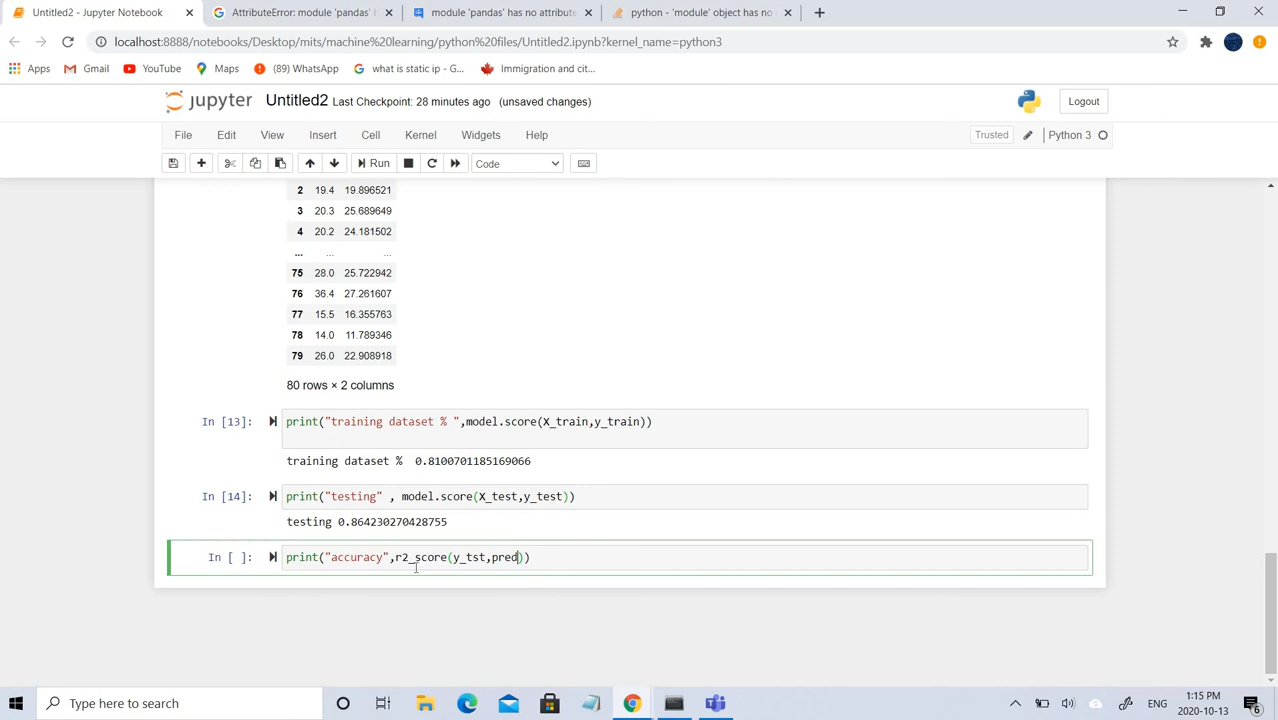 Untitled2 - Jupyter Notebook
AttributeError: module 'pandas' h
module 'pandas' has no attribute
python - 'module' object has no
localhost:8888/notebooks/Desktop/mits/machine%20learning/python%20files/Untitled2.ipynb?kernel_name=python3
Apps Gmail YouTube Maps (89) WhatsApp what is static ip - G... Immigration and cit...
jupyter Untitled2 Last Checkpoint: 28 minutes ago (unsaved changes) Logout
File Edit View Insert Cell Kernel Widgets Help Trusted Python 3
Run Code
2 19.4 19.896521
3 20.3 25.689649
4 20.2 24.181502
... ... ...
75 28.0 25.722942
76 36.4 27.261607
77 15.5 16.355763
78 14.0 11.789346
79 26.0 22.908918
80 rows × 2 columns
In [13]: print("training dataset % ",model.score(X_train,y_train))
training dataset %  0.8100701185169066
In [14]: print("testing" , model.score(X_test,y_test))
testing 0.864230270428755
In [ ]: print("accuracy",r2_score(y_tst,pred))
Type here to search
ENG
1:15 PM
2020-10-13
6